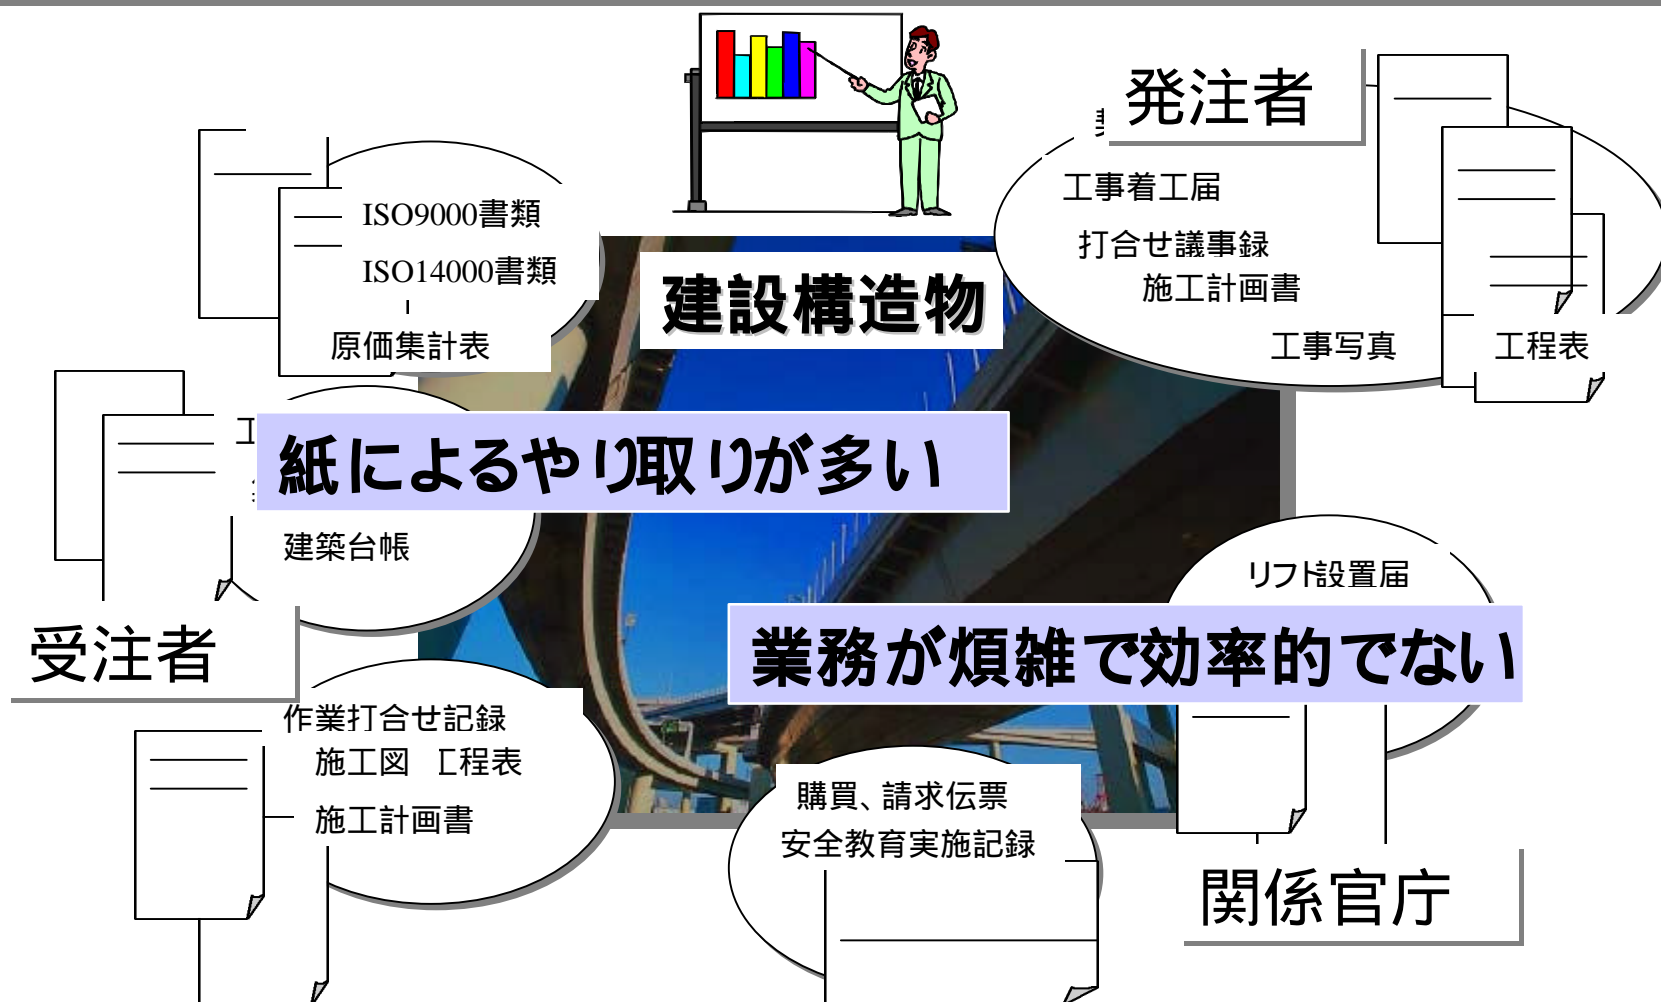 発注者
工事着工届
打合せ議事録
施工計画書
工事写真
工程表
ISO9000書類
ISO14000書類
原価集計表
建設構造物
紙によるやり取りが多い
建築台帳
リフト設置届
業務が煩雑で効率的でない
受注者
作業打合せ記録
施工図
工程表
施工計画書
購買、請求伝票
安全教育実施記録
関係官庁